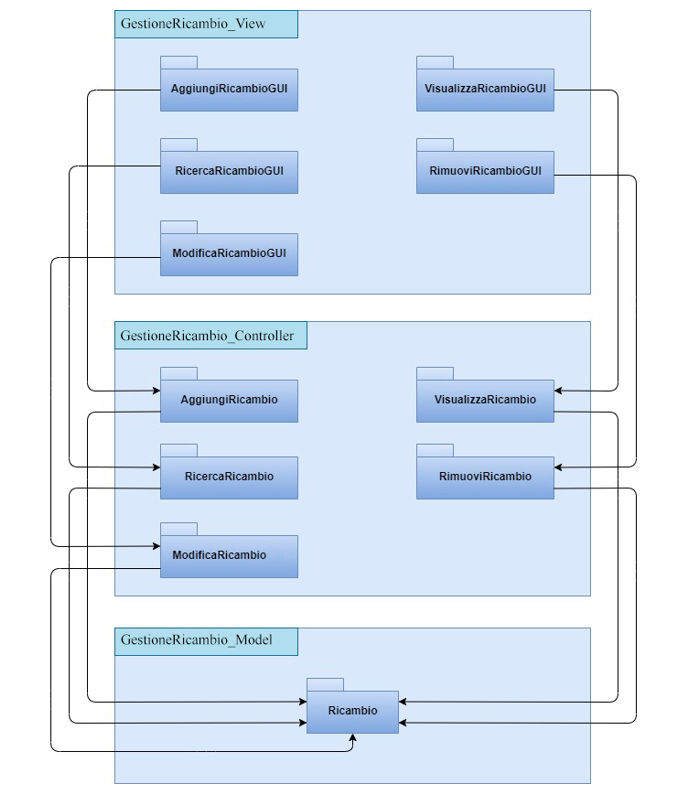 GestioneRicambio_View
AggiungiRicambioGUI
VisualizzaRicambioGUI
RicercaRicambioGUI
RimuoviRicambioGUI
ModificaRicambioGUI
GestioneRicambio_Controller
AggiungiRicambio
VisualizzaRicambio
RicercaRicambio
RimuoviRicambio
ModificaRicambio
GestioneRicambio_Model
Ricambio